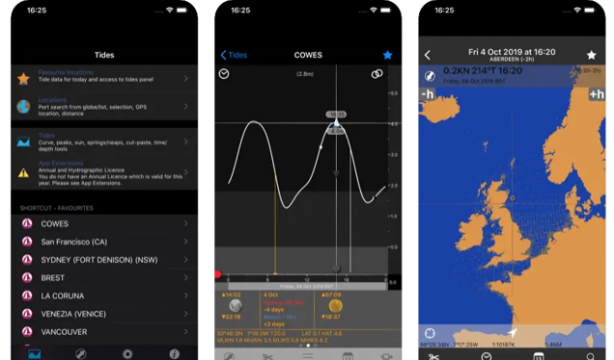 16:25
Tides
Favourite locations
Tide data for today and access to tides panel
Locations
Port search from globe/list, selection, GPS
location, distance
Tides
Curve, peaks, sun, springs/neaps, cut-paste, time/
depth tools
App Extensions
Annual and Hydrographic Licence
You do not have an Annual Licence which is valid for this
year. Please see App Extensions.
SHORTCUT - FAVOURITES
COWES
San Francisco (CA)
SYDNEY (FORT DENISON) (NSW)
BREST
LA CORUNA
VENEZIA (VENICE)
VANCOUVER
16:25
Tides
COWES
(2.8m)
Friday, 04 Oct 2019 BST
4 Oct
+3 days
16:25
Fri 4 Oct 2019 at 16:20
ABERDEEN (-2h)
0.2KN 214°T 16:20
Friday, 04 Oct 2019 BST
-h
+h